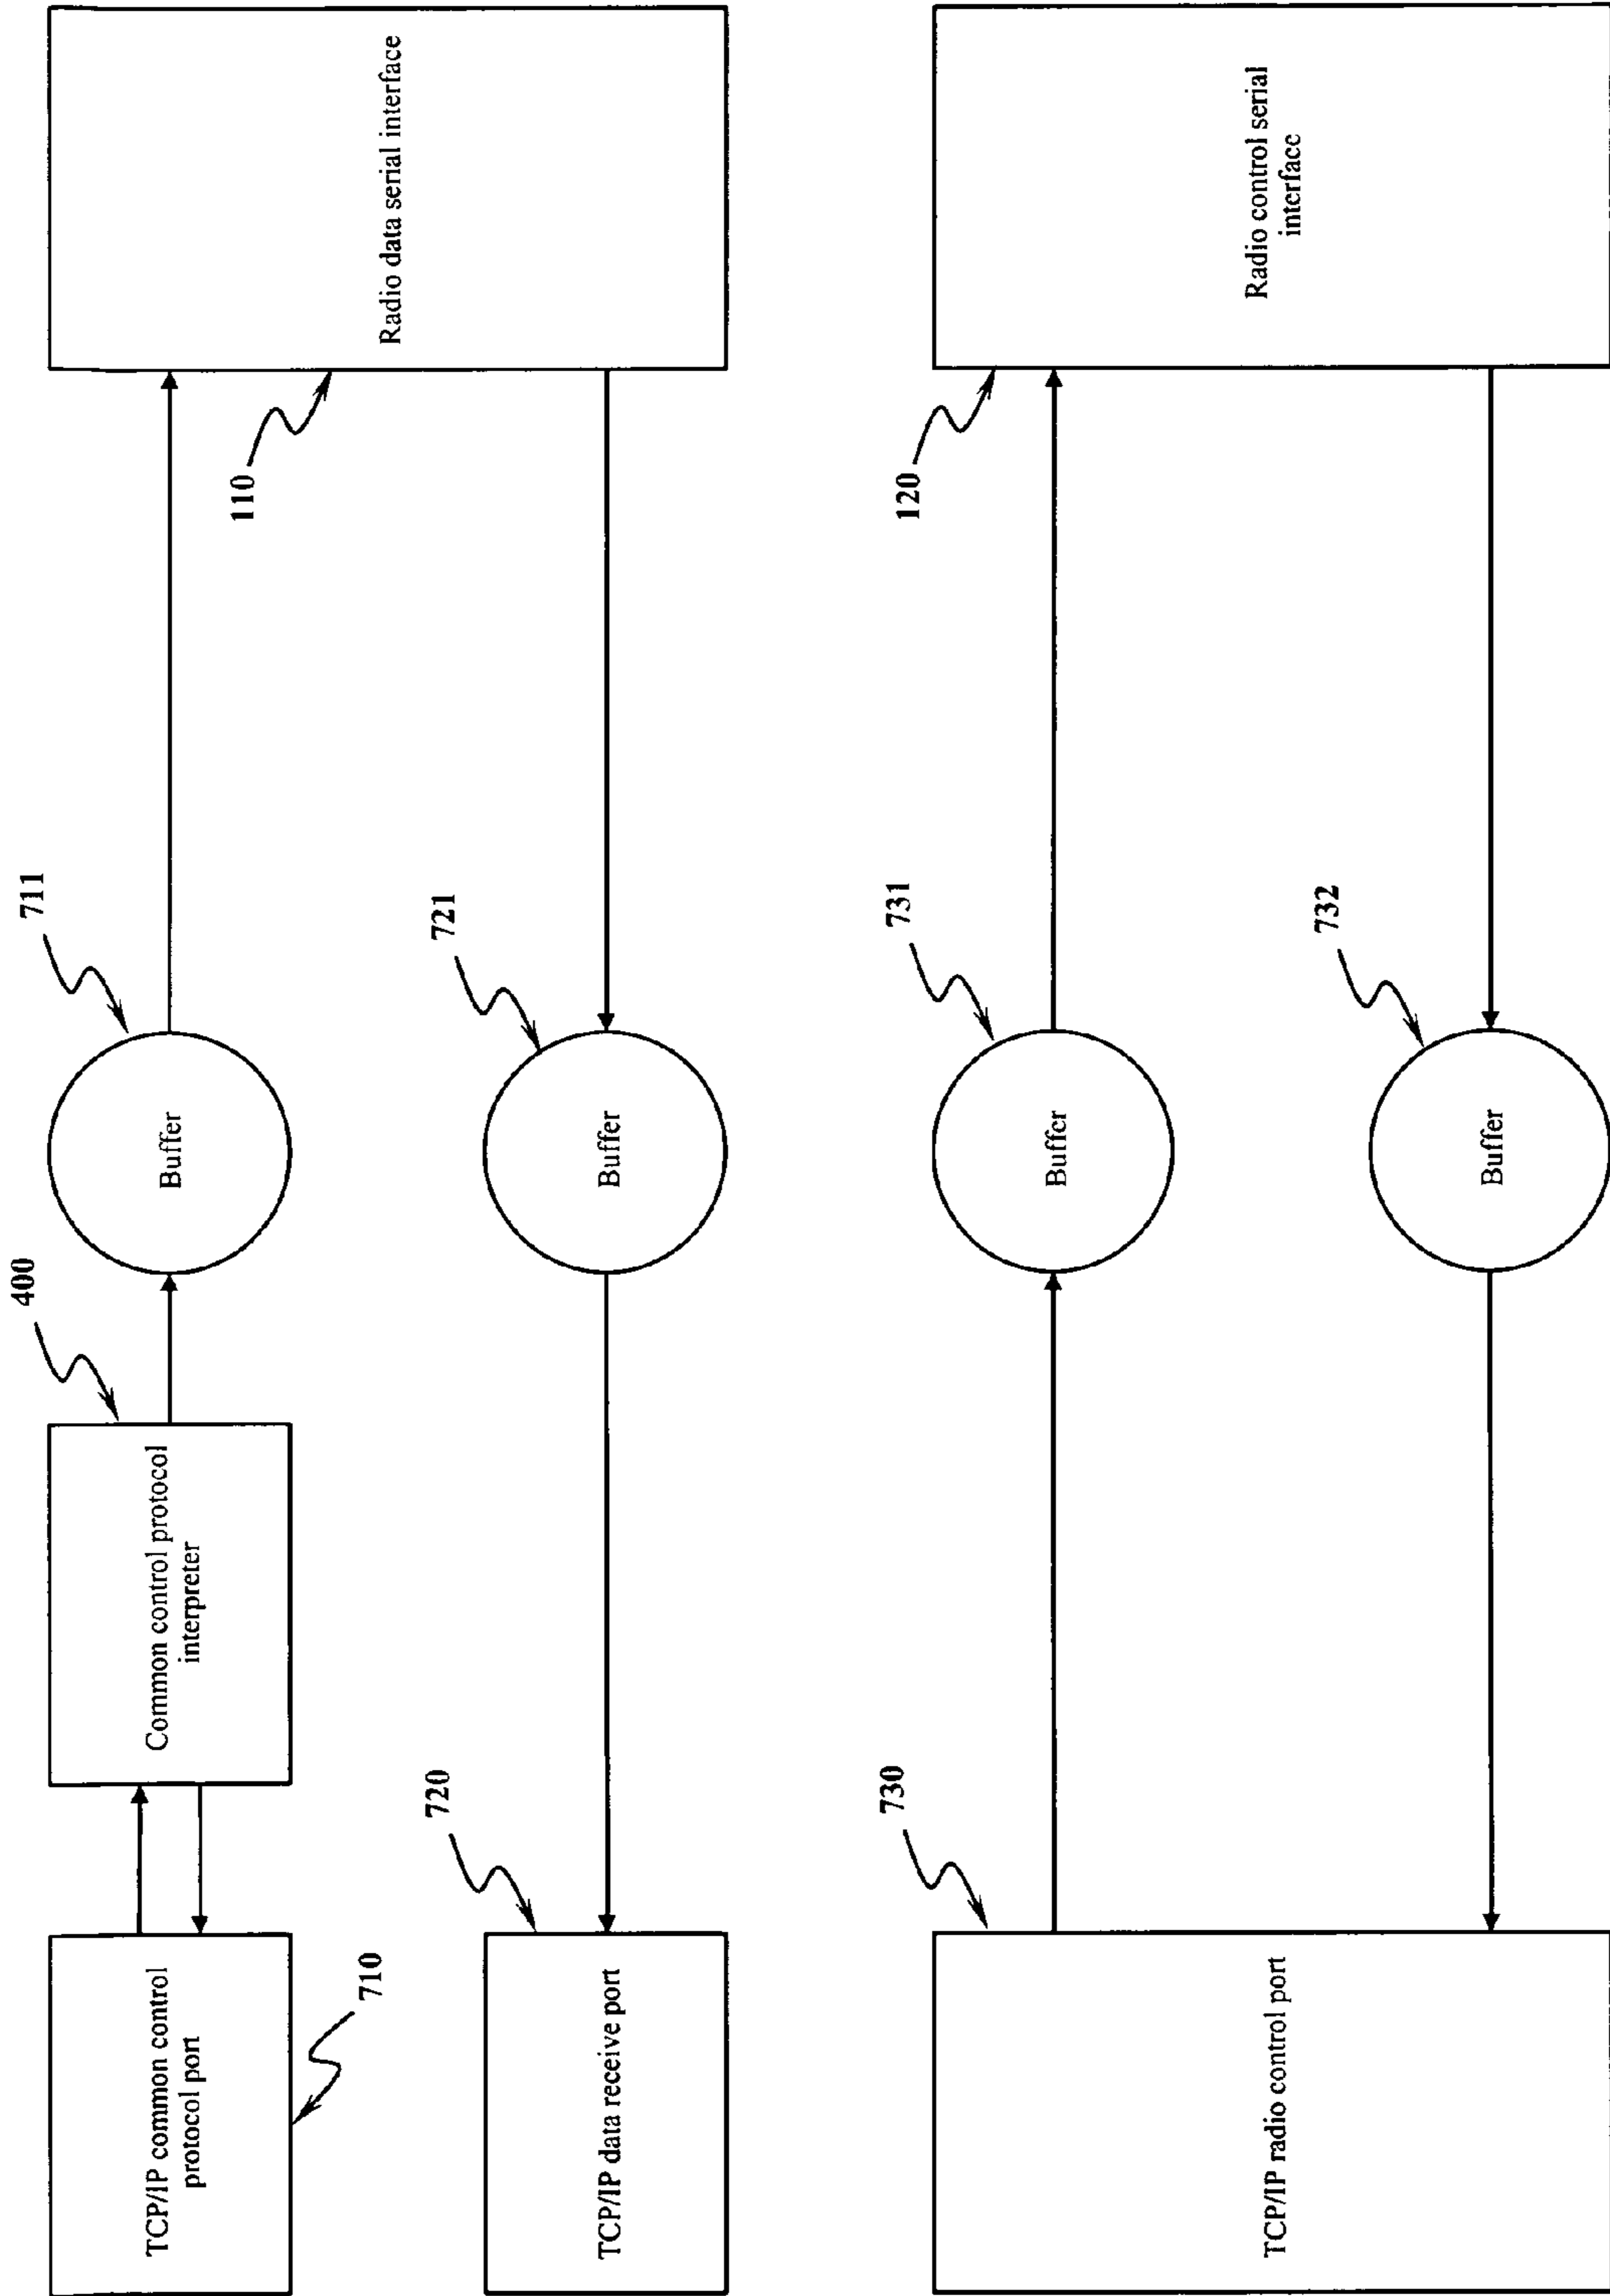 TCP/IP common control
protocol port
710
Common control protocol
interpreter
400
Buffer
711
Radio data serial interface
110
TCP/IP data receive port
720
Buffer
721
TCP/IP radio control port
730
Buffer
731
Radio control serial
interface
120
Buffer
732